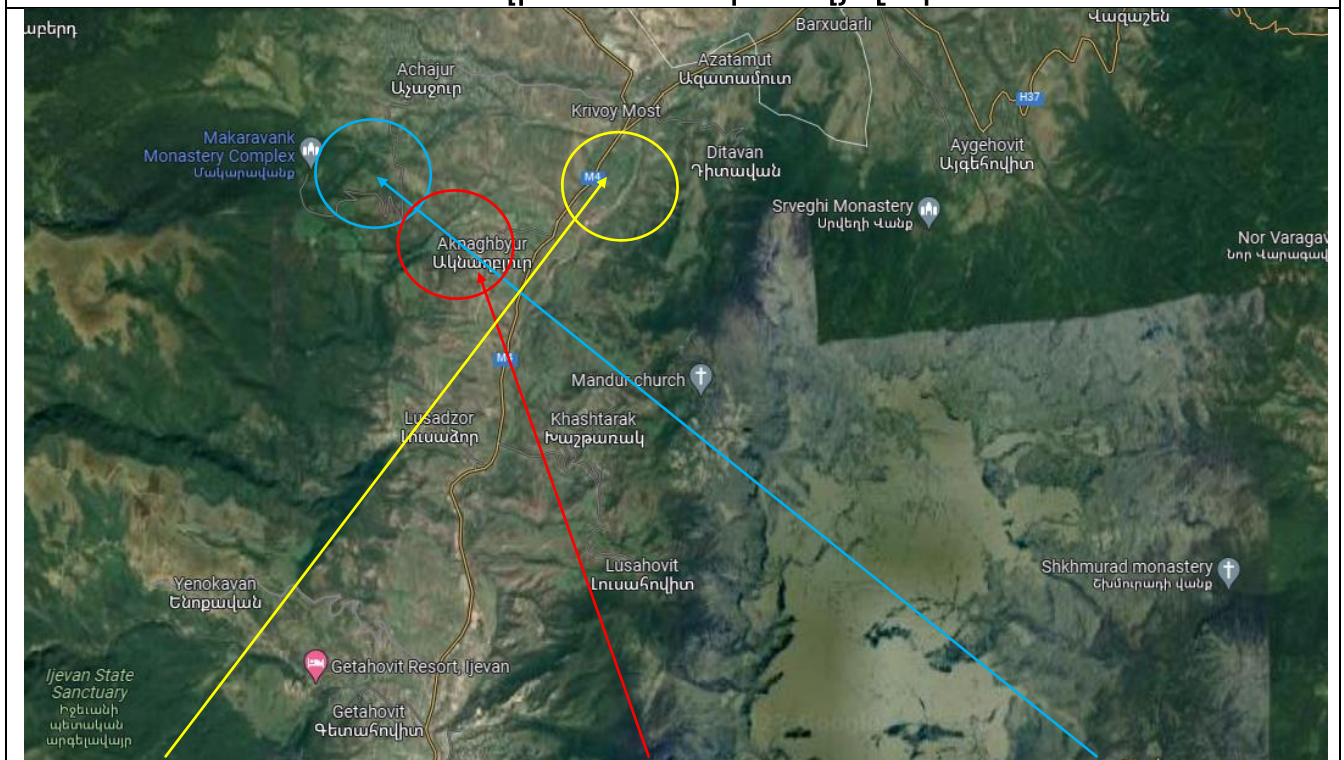 Barxudarlı
Վազաշեն
Azatamut
Ազատամուտ
Achajur
Աչաջուր
H37
Krivoy Most
Makaravank
Monastery Complex
Մակարավանք
Ditavan
Դիտավան
Aygehovit
Այգեհովիտ
M4
Srveghi Monastery
Սրվեղի Վանք
Aknaghbyur
Ակնաղբյուր
Nor Varagav
Նոր Վարագավ
M4
Mandur church
Lusadzor
Լուսաձոր
Khashtarak
Խաշթառակ
Lusahovit
Լուսահովիտ
Shkhmurad monastery
Շխմուրադի վանք
Yenokavan
Ենոքավան
Getahovit Resort, Ijevan
Ijevan State
Sanctuary
Իջեւանի
պետական
արգելավայր
Getahovit
Գետահովիտ